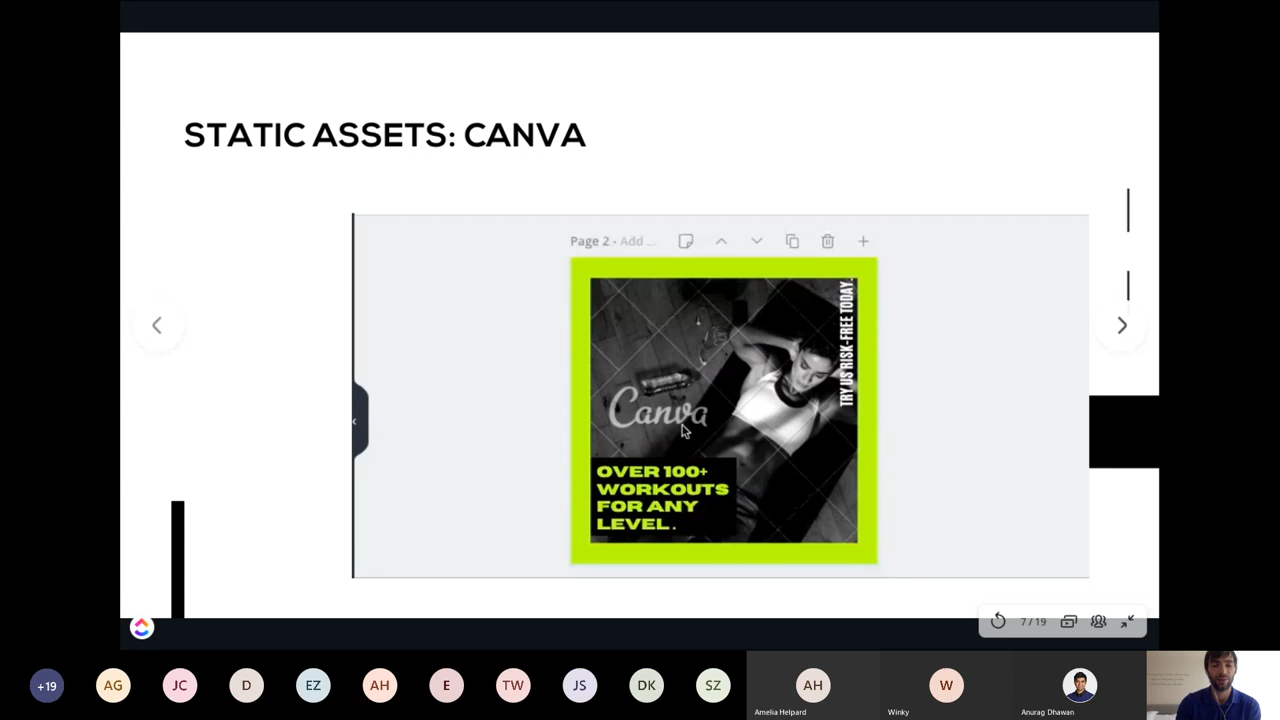 STATIC ASSETS: CANVA
Page 2 - Add ...
TRY US RISK-FREE TODAY.
Canva
OVER 100+
WORKOUTS
FOR ANY
LEVEL.
7 / 19
+19
AG
JC
D
EZ
AH
E
TW
JS
DK
SZ
AH
W
Amelia Helpard
Winky
Anurag Dhawan